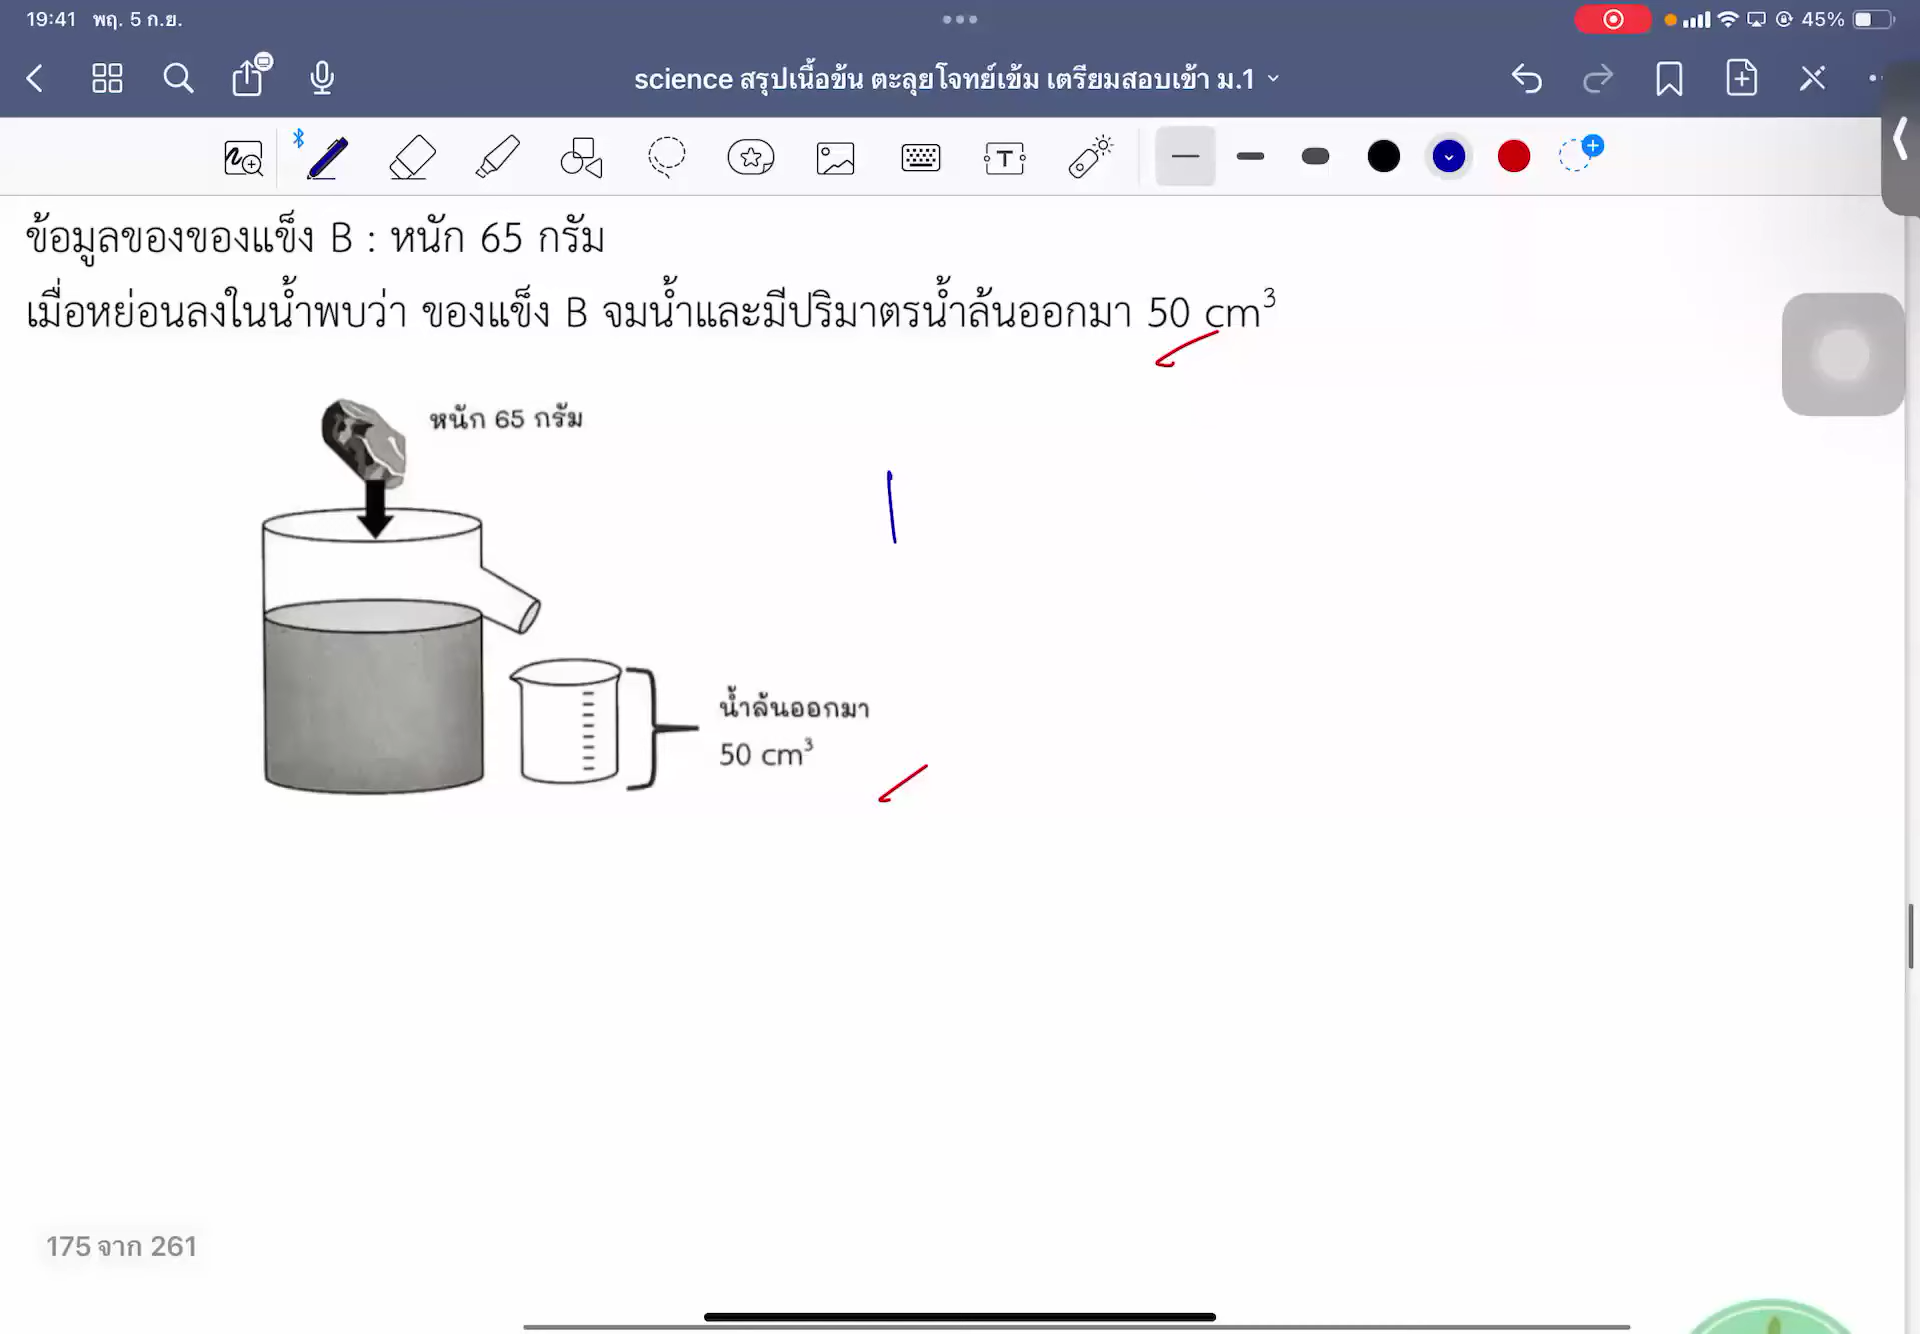 19:41 พฤ. 5 ก.ย.
45%
science สรุปเนื้อข้น ตะลุยโจทย์เข้ม เตรียมสอบเข้า ม.1
T
ข้อมูลของของแข็ง B : หนัก 65 กรัม
เมื่อหย่อนลงในน้ำพบว่า ของแข็ง B จมน้ำและมีปริมาตรน้ำล้นออกมา 50 cm³
หนัก 65 กรัม
น้ำล้นออกมา
50 cm³
175 จาก 261